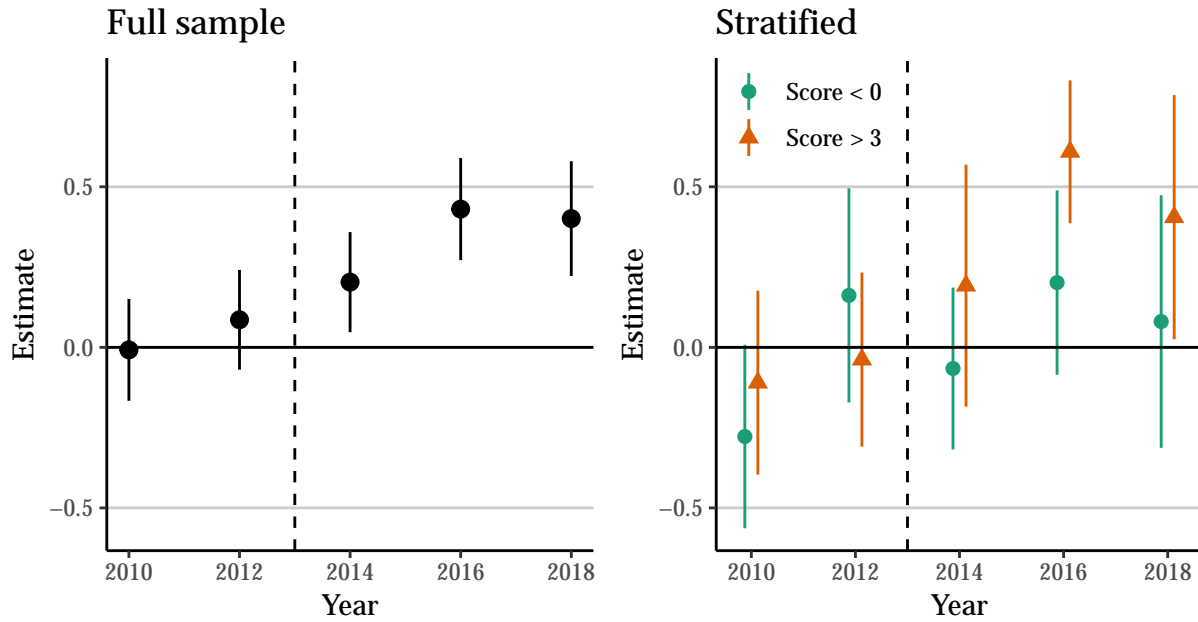 Full sample
Estimate
0.5
0.0
−0.5
2010 2012 2014 2016 2018
Year
Stratified
Score < 0
Score > 3
Estimate
0.5
0.0
−0.5
2010 2012 2014 2016 2018
Year